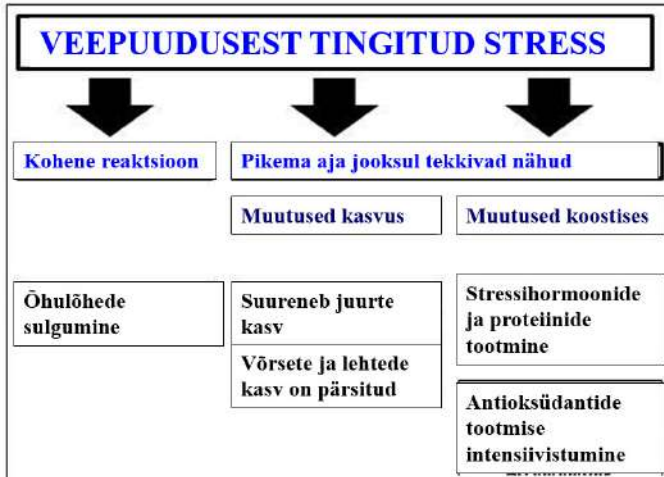 VEEPUUDUSEST TINGITUD STRESS
Kohene reaktsioon
Pikema aja jooksul tekkivad nähud
Muutused kasvus
Muutused koostises
Õhulõhede
sulgumine
Suureneb juurte
kasv
Võrsete ja lehtede
kasv on pärsitud
Stressihormoonide
ja proteiinide
tootmine
Antioksüdantide
tootmise
intensiivistumine